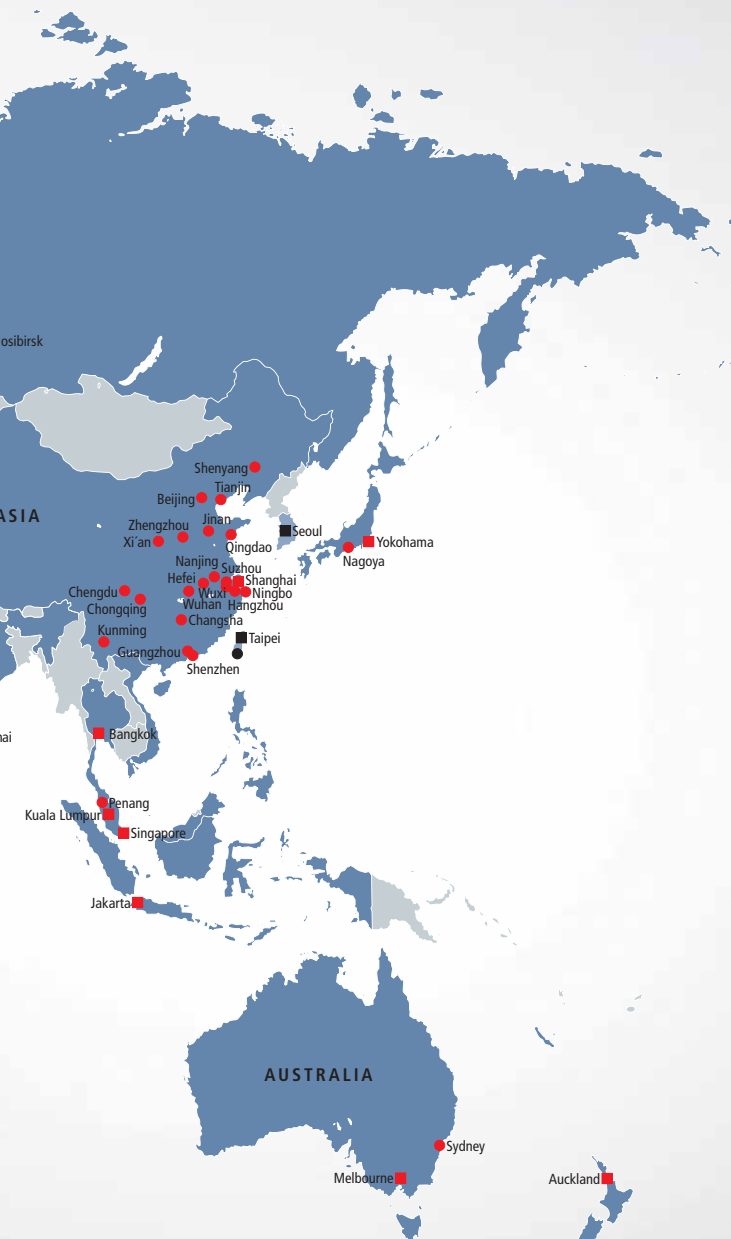 osibirsk
Shenyang
Tianjin
Beijing
ASIA
Jinan
Zhengzhou
Seoul
Xi´an
Yokohama
Qingdao
Nagoya
Nanjing
Suzhou
Hefei
Shanghai
Chengdu
Wuxi
Ningbo
Wuhan
Hangzhou
Chongqing
Changsha
Kunming
Taipei
Guangzhou
Shenzhen
Bangkok
nai
Penang
Kuala Lumpur
Singapore
Jakarta
AUSTRALIA
Sydney
Melbourne
Auckland